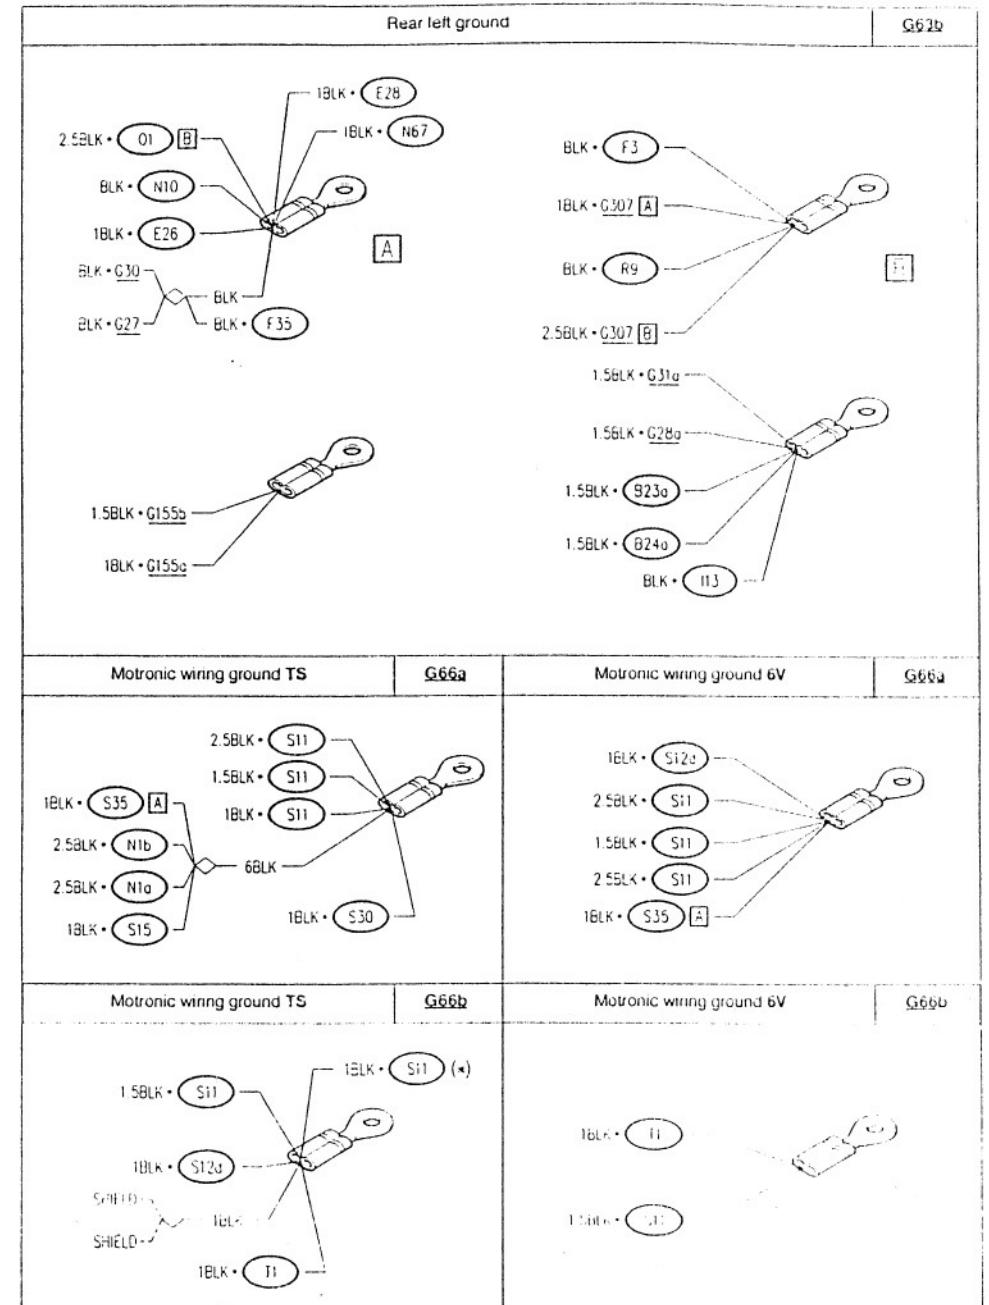 Rear left ground G63b
1BLK • E28
2.5BLK • O1 B
1BLK • N67
BLK • N10
1BLK • E26
A
BLK • G30
BLK
BLK • G27
BLK • F35
BLK • F3
1BLK • G307 A
BLK • R9
2.5BLK • G307 B
1.5BLK • G155b
1BLK • G155a
1.5BLK • G31a
1.5BLK • G28a
1.5BLK • B23a
1.5BLK • B24a
BLK • I13
Motronic wiring ground TS G66a
2.5BLK • S11
1.5BLK • S11
1BLK • S11
1BLK • S35 A
2.5BLK • N1b
6BLK
2.5BLK • N1a
1BLK • S15
1BLK • S30
Motronic wiring ground 6V G66a
1BLK • S12d
2.5BLK • S11
1.5BLK • S11
2.5BLK • S11
1BLK • S35 A
Motronic wiring ground TS G66b
1BLK • S11 (*)
1.5BLK • S11
1BLK • S12d
SHIELD
1BLK
SHIELD
1BLK • T1
Motronic wiring ground 6V G66b
1BLK •